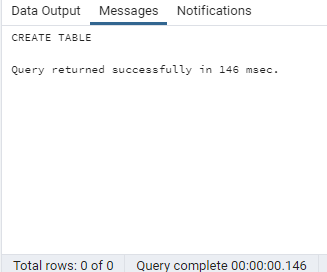 Data Output Messages Notifications
CREATE TABLE
Query returned successfully in 146 msec.
Total rows: 0 of 0 Query complete 00:00:00.146